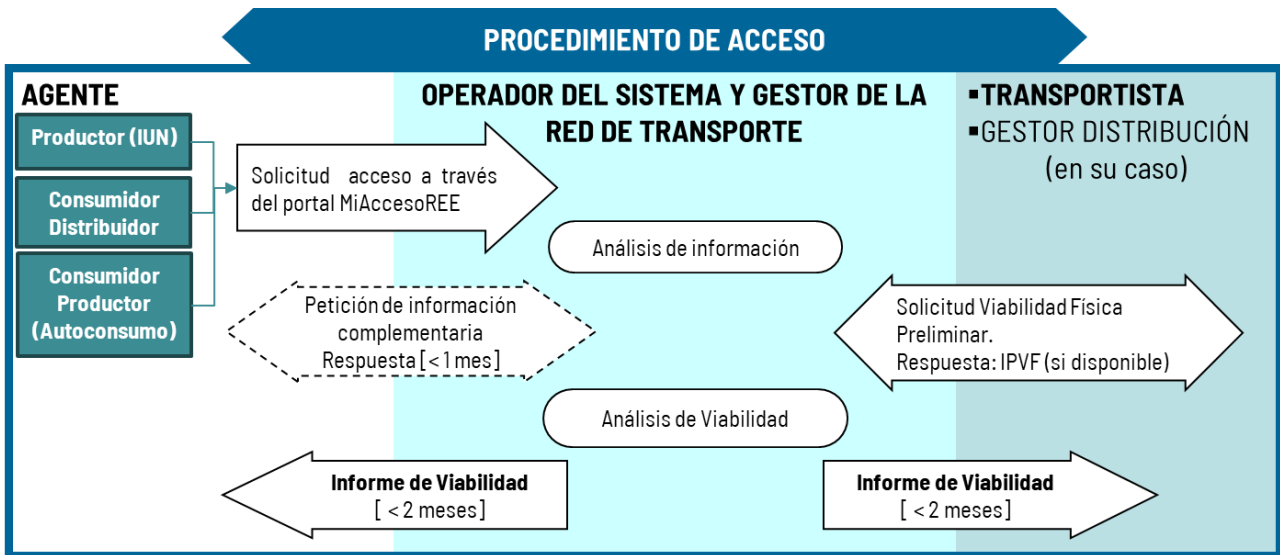 PROCEDIMIENTO DE ACCESO
AGENTE
Productor (IUN)
Consumidor
Distribuidor
Consumidor
Productor
(Autoconsumo)
OPERADOR DEL SISTEMA Y GESTOR DE LA
RED DE TRANSPORTE
▪TRANSPORTISTA
▪GESTOR DISTRIBUCIÓN
(en su caso)
Solicitud acceso a través
del portal MiAccesoREE
Análisis de información
Petición de información
complementaria
Respuesta [< 1 mes]
Solicitud Viabilidad Física
Preliminar.
Respuesta: IPVF (si disponible)
Análisis de Viabilidad
Informe de Viabilidad
[ < 2 meses]
Informe de Viabilidad
[ < 2 meses]